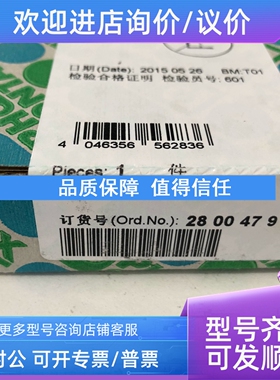 欢迎进店询价/议价
日期(Date): 2015 05 26 BM:T01
检验合格证明 检验员号: 601
4 046356 562836
Pieces: 1 件
品质保障 值得信任
订货号(Ord.No.): 28 00 47 9
更多型号咨询店铺客服
对公 可开专票/普票
型号齐
可发顺